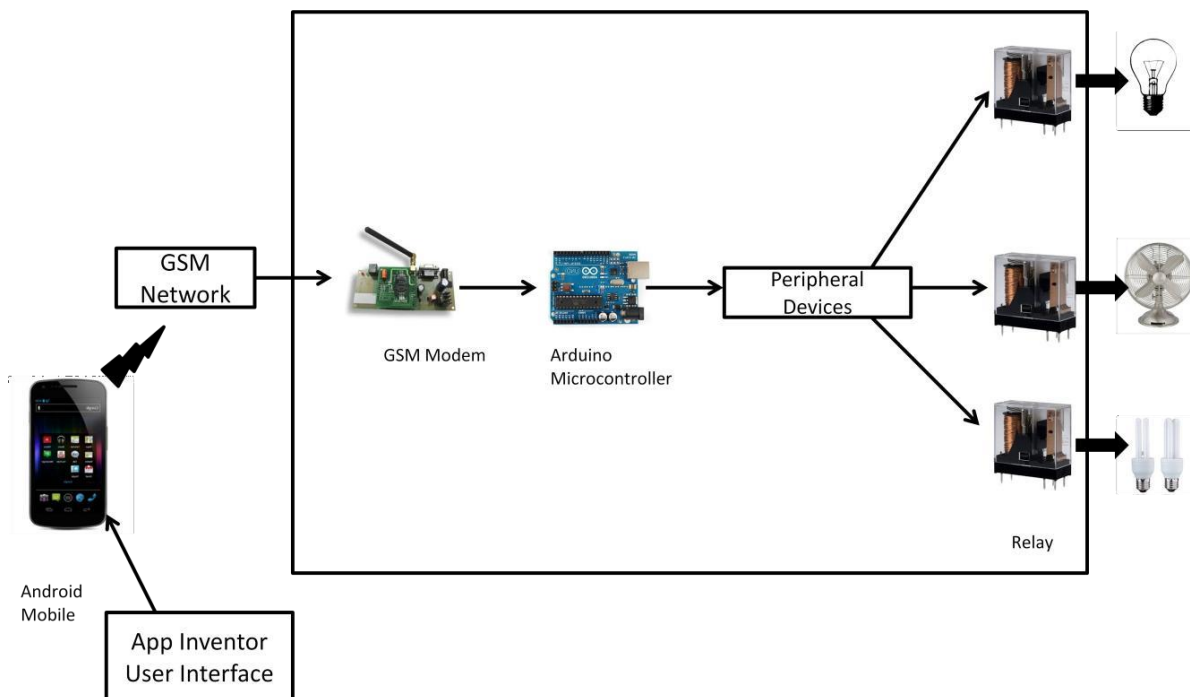 GSM
Network
GSM Modem
Arduino
Microcontroller
Peripheral
Devices
Relay
Android
Mobile
App Inventor
User Interface